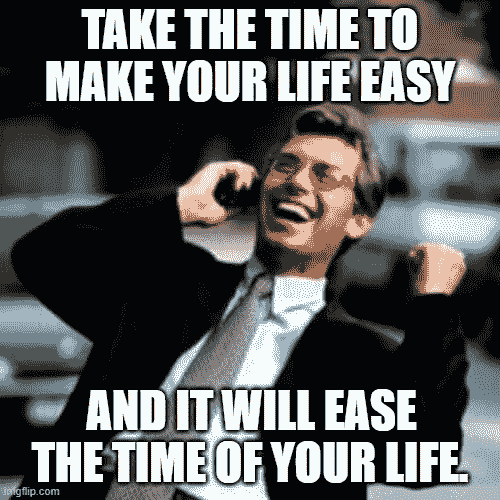 TAKE THE TIME TO
MAKE YOUR LIFE EASY
AND IT WILL EASE
THE TIME OF YOUR LIFE.
imgflip.com